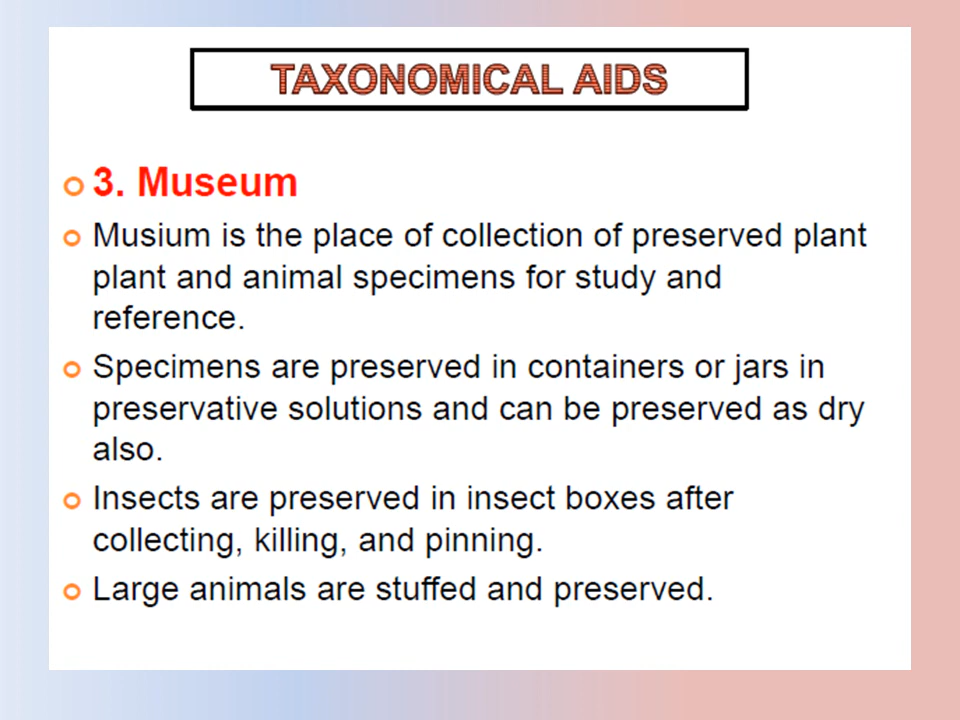 TAXONOMICAL AIDS
3. Museum
Musium is the place of collection of preserved plant
plant and animal specimens for study and
reference.
Specimens are preserved in containers or jars in
preservative solutions and can be preserved as dry
also.
Insects are preserved in insect boxes after
collecting, killing, and pinning.
Large animals are stuffed and preserved.